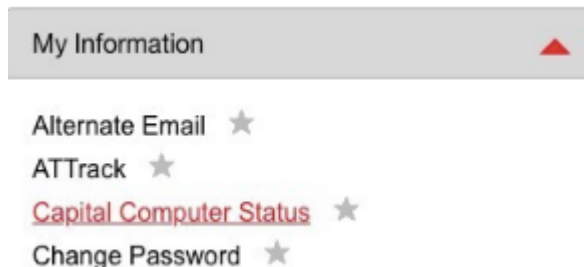 My Information
Alternate Email
ATTrack
Capital Computer Status
Change Password